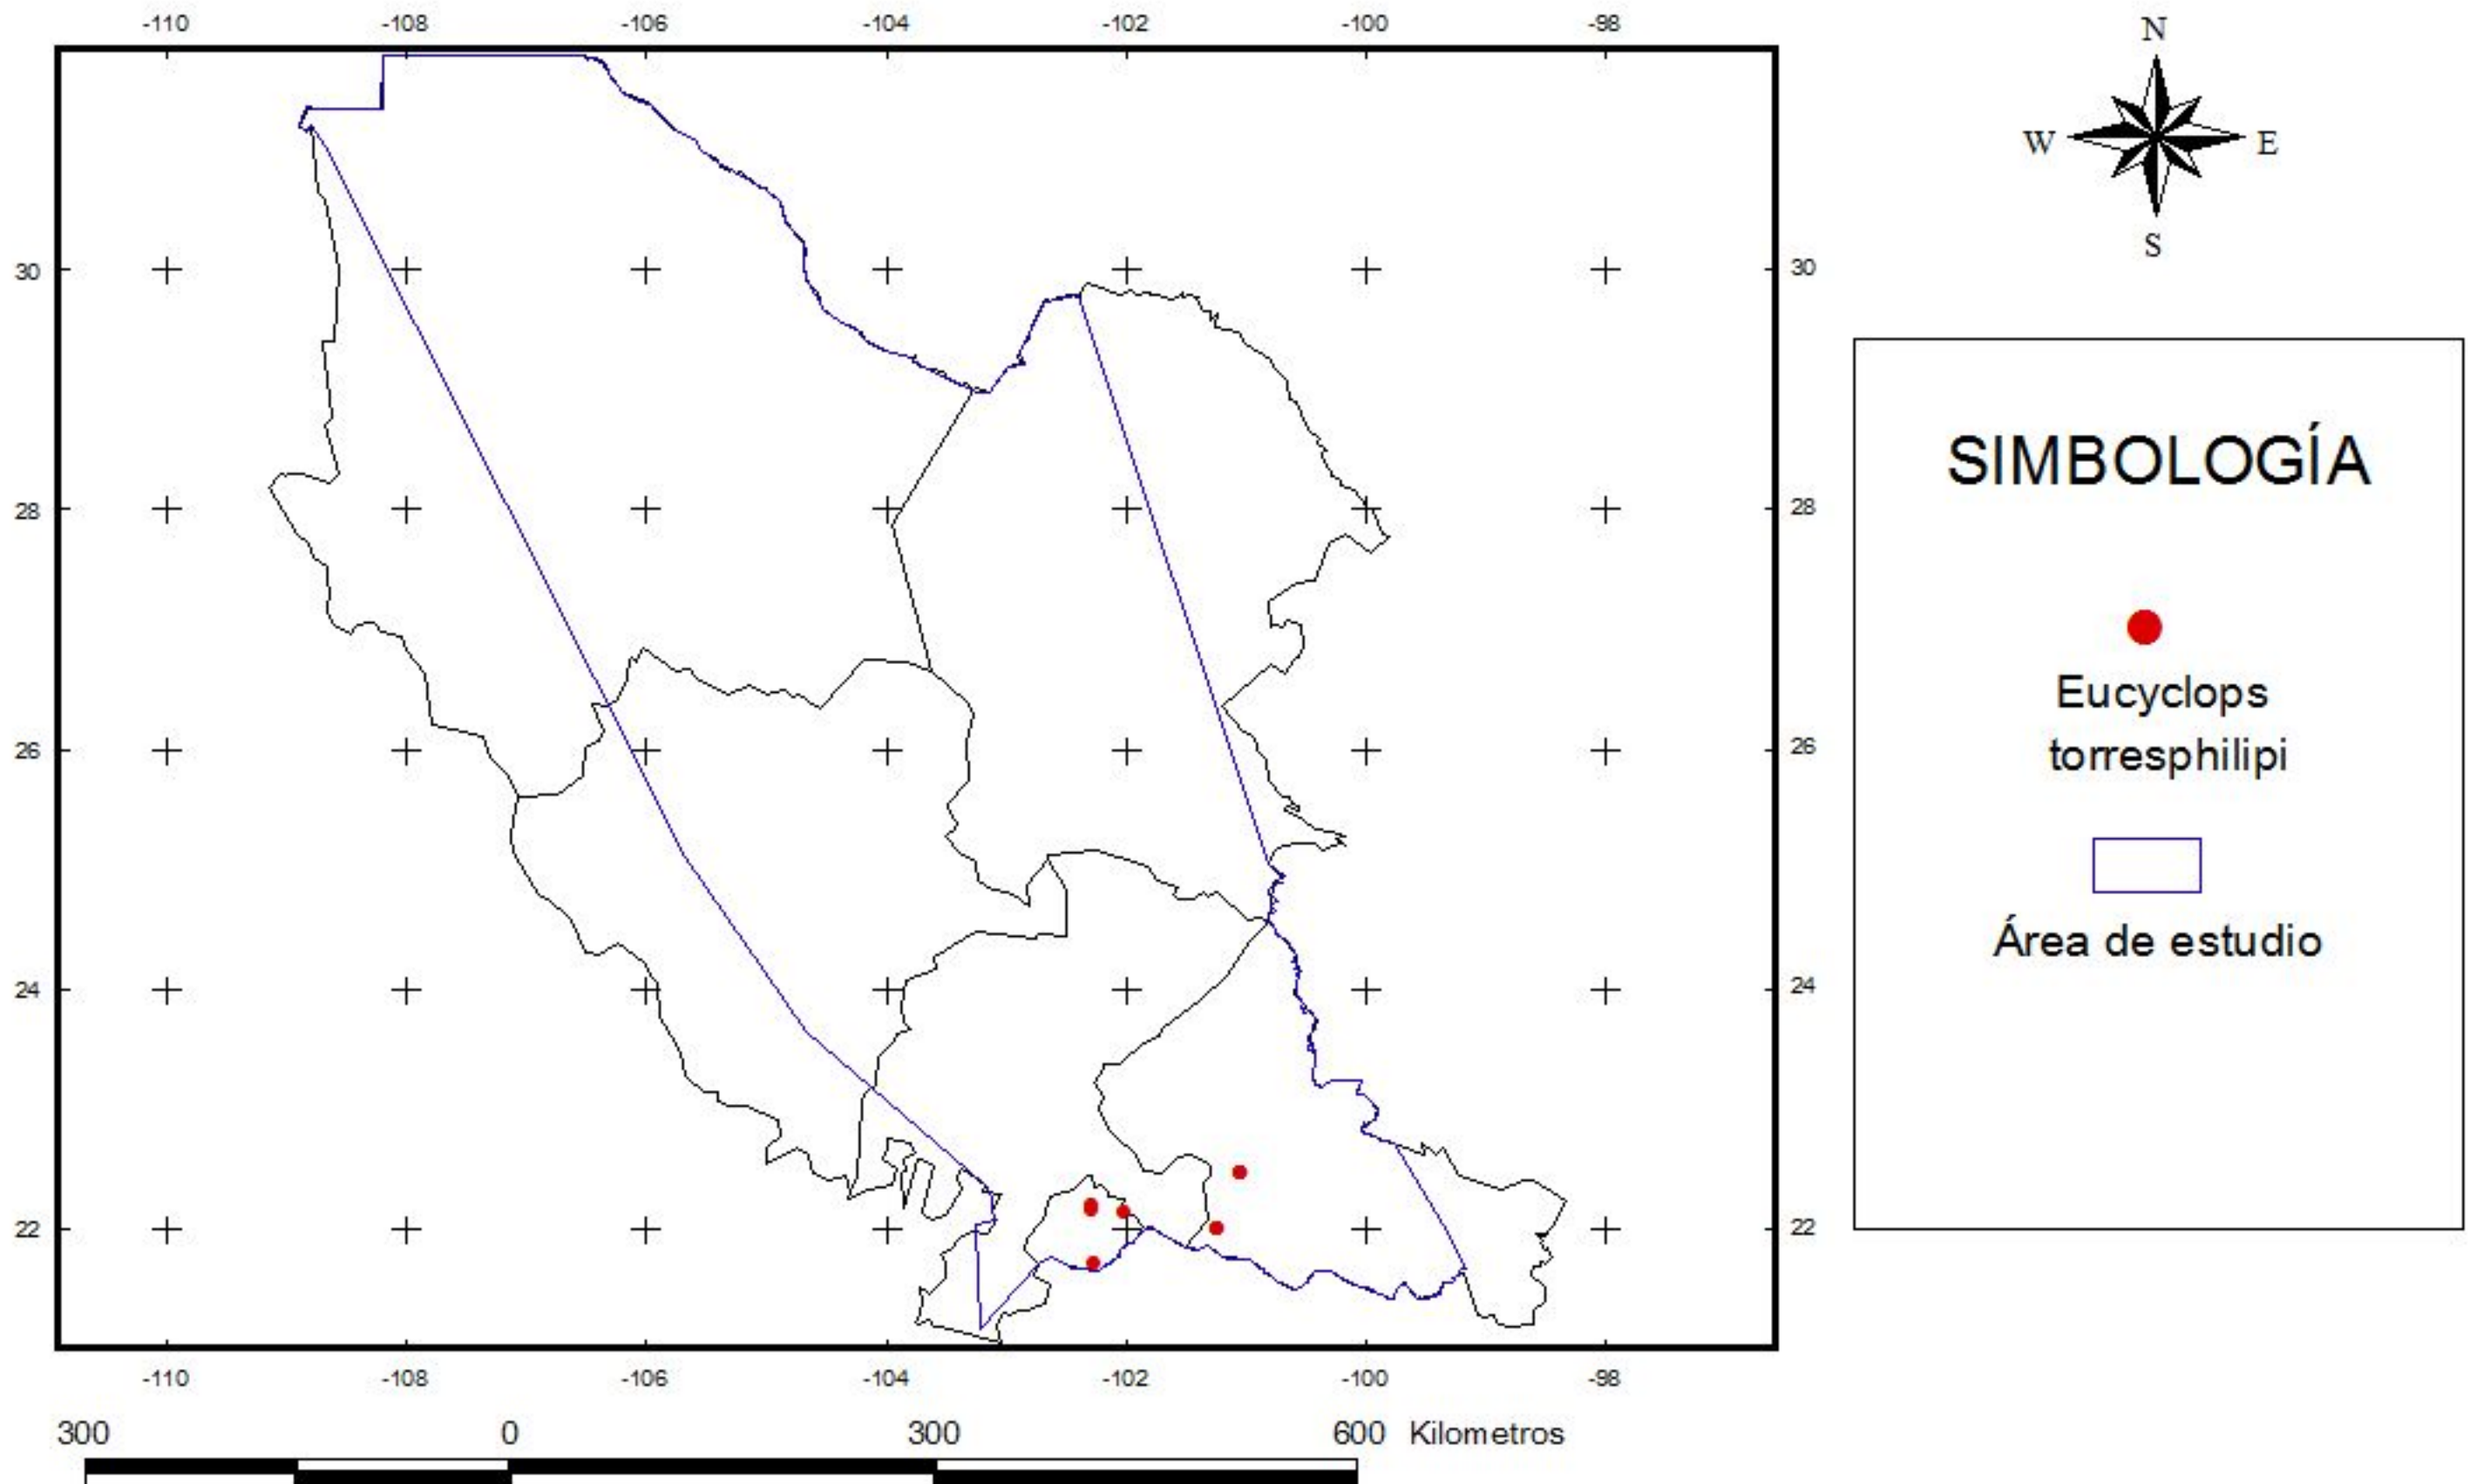 -110 -108 -106 -104 -102 -100 -98
N
W E
S
30 30
28 28
26 26
24 24
22 22
SIMBOLOGÍA
Eucyclops
torresphilipi
Área de estudio
-110 -108 -106 -104 -102 -100 -98
300 0 300 600 Kilometros